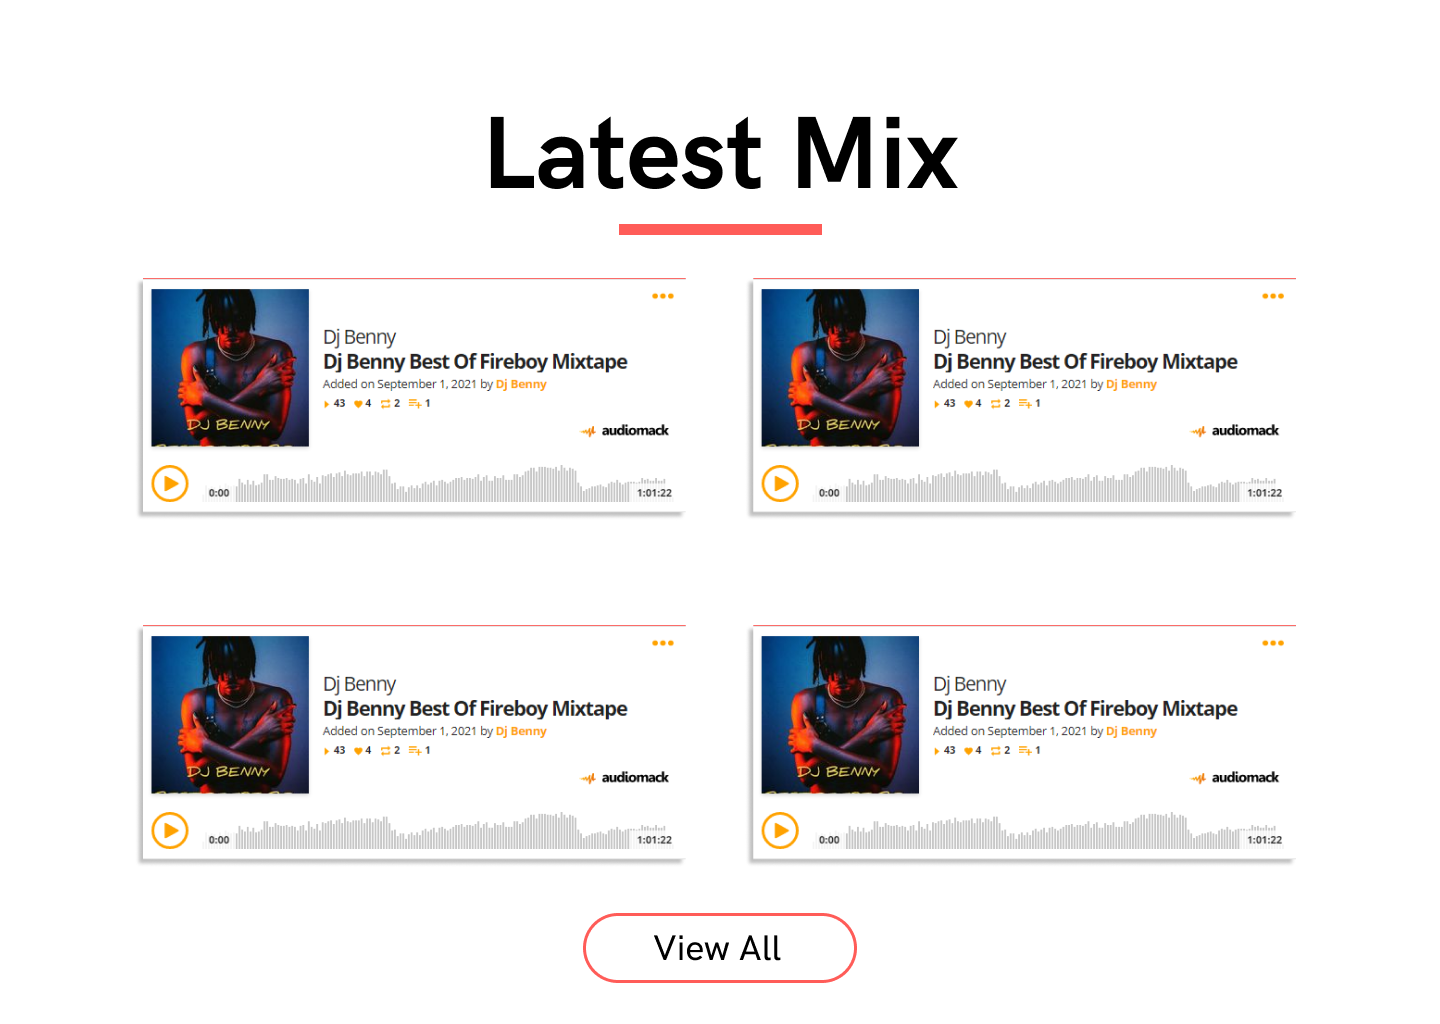 Latest Mix
Dj Benny
Dj Benny Best Of Fireboy Mixtape
Added on September 1, 2021 by Dj Benny
43 4 2 1
DJ BENNY
audiomack
0:00 1:01:22
Dj Benny
Dj Benny Best Of Fireboy Mixtape
Added on September 1, 2021 by Dj Benny
43 4 2 1
DJ BENNY
audiomack
0:00 1:01:22
Dj Benny
Dj Benny Best Of Fireboy Mixtape
Added on September 1, 2021 by Dj Benny
43 4 2 1
DJ BENNY
audiomack
0:00 1:01:22
Dj Benny
Dj Benny Best Of Fireboy Mixtape
Added on September 1, 2021 by Dj Benny
43 4 2 1
DJ BENNY
audiomack
0:00 1:01:22
View All